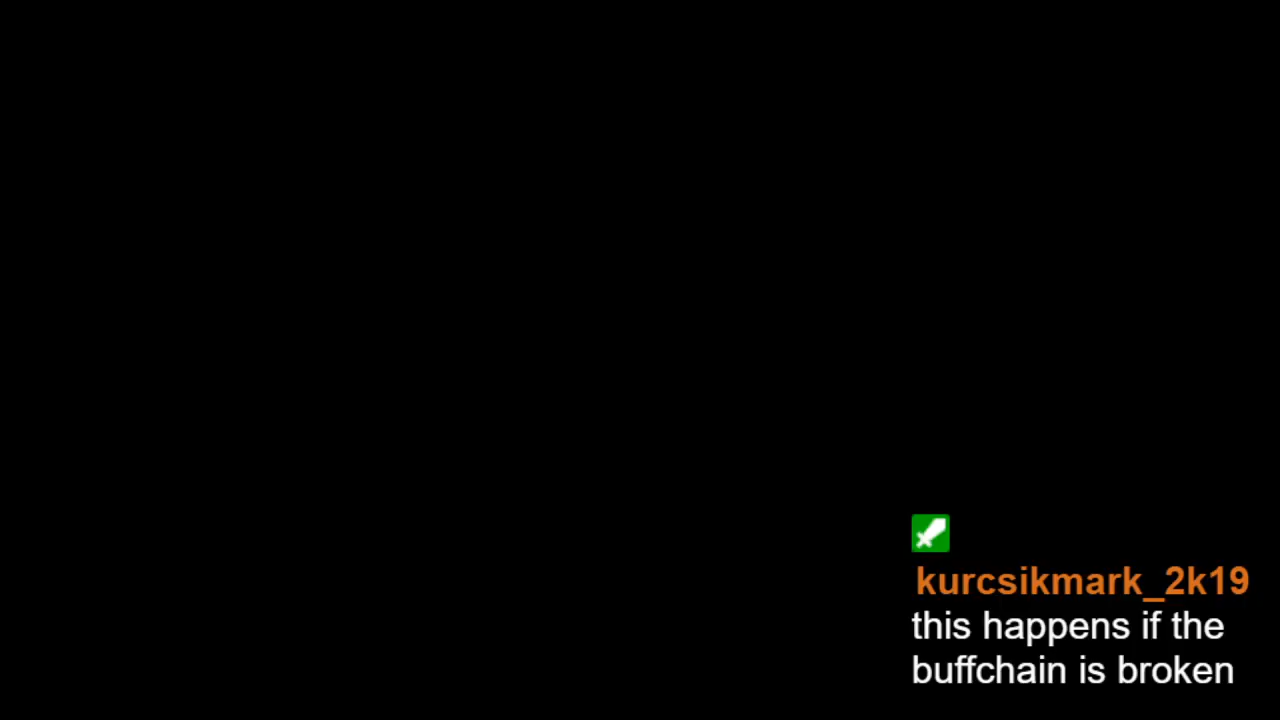 kurcsikmark_2k19
this happens if the
buffchain is broken